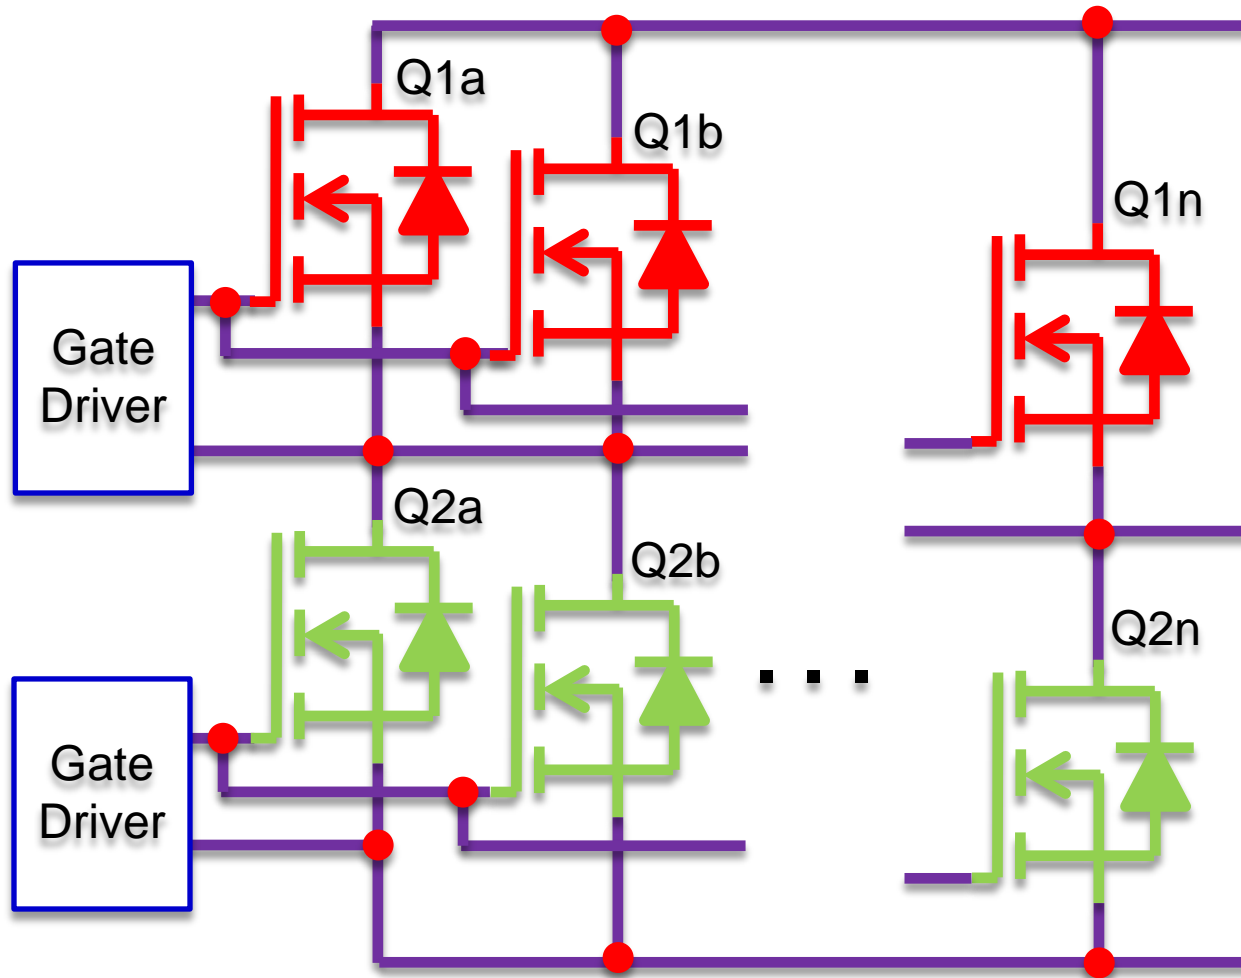 Q1a
Q1b
Q1n
Gate
Driver
Q2a
Q2b
Q2n
. . .
Gate
Driver